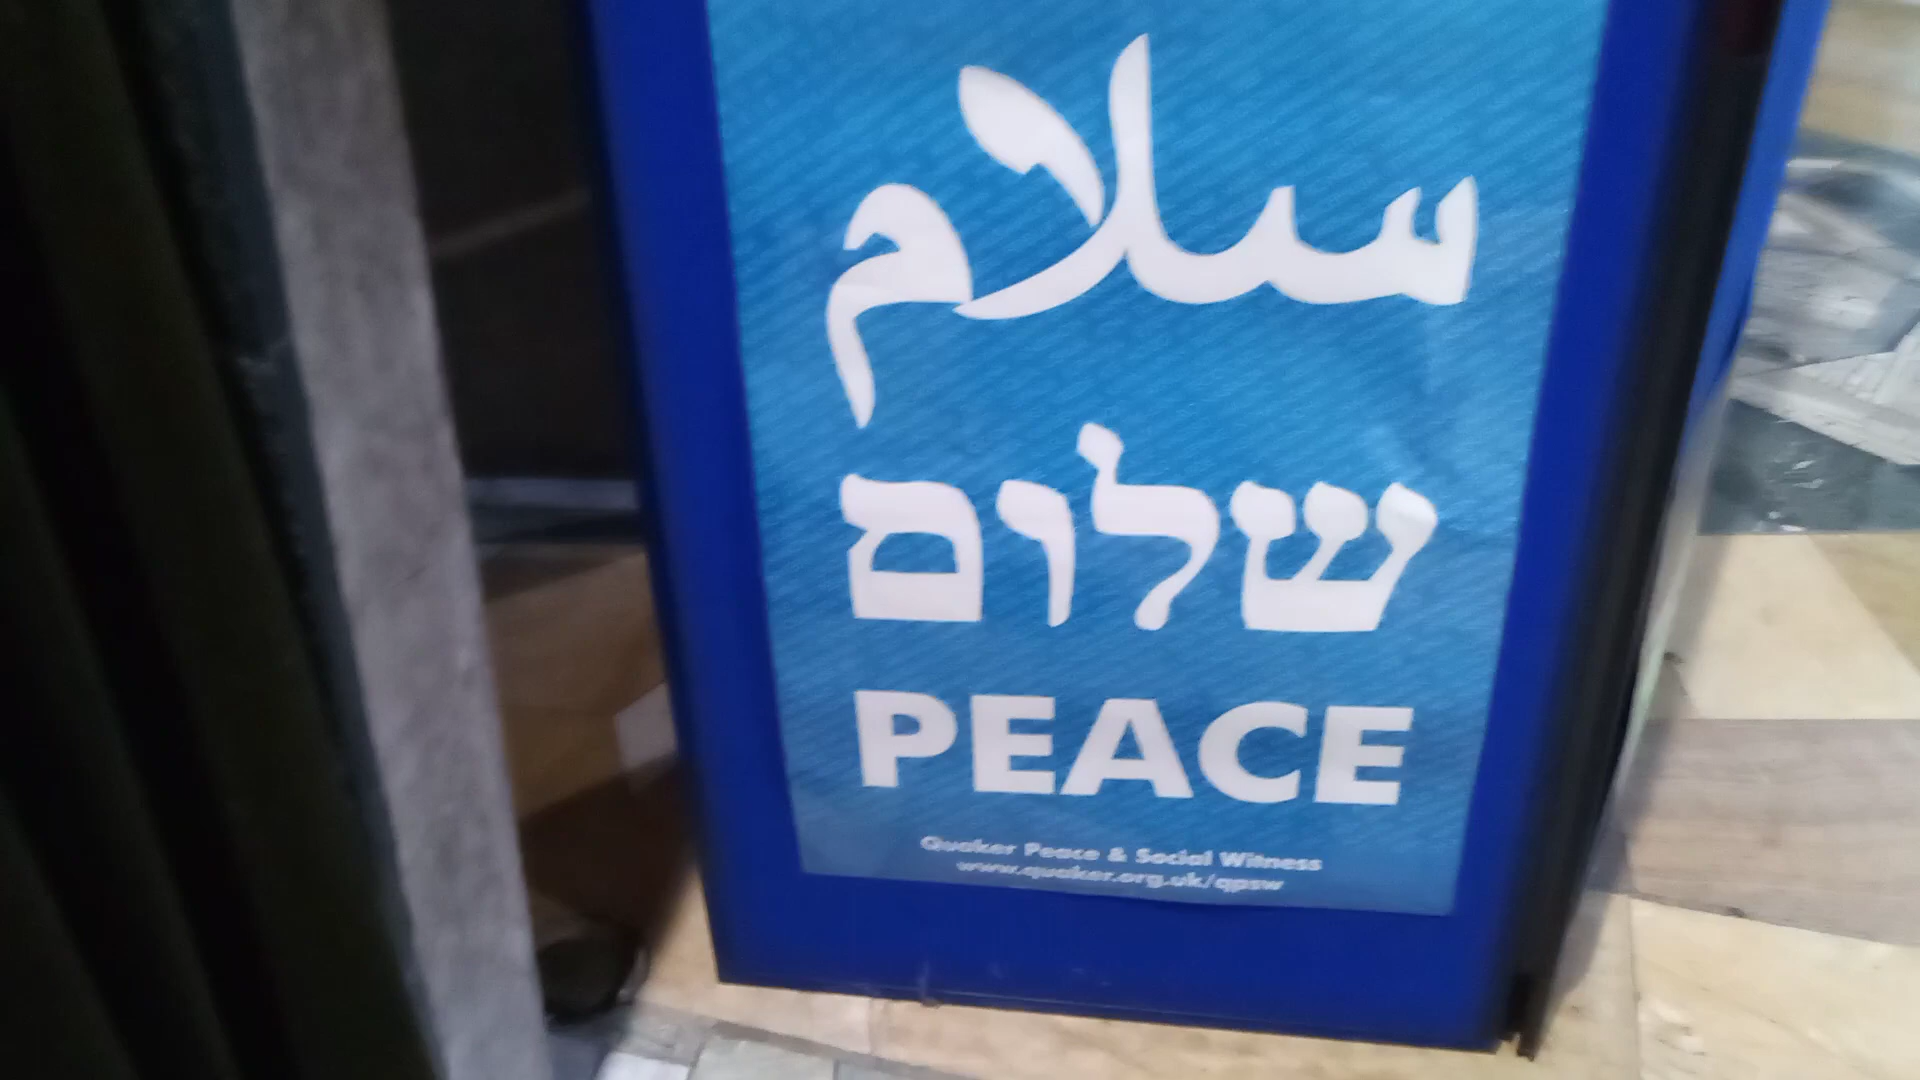 سلام
שלום
PEACE
Quaker Peace & Social Witness
www.quaker.org.uk/qpsw